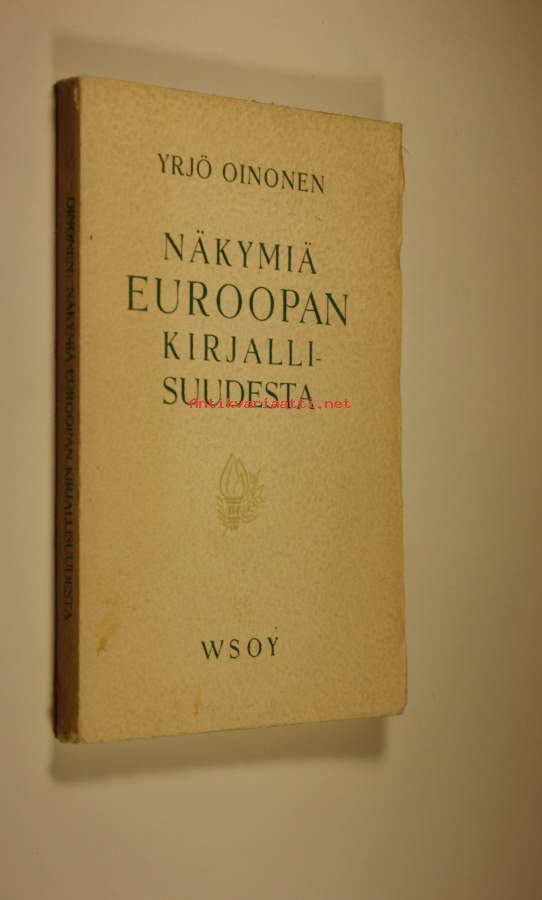 YRJÖ OINONEN
NÄKYMIÄ
EUROOPAN
KIRJALLI-
SUUDESTA
antikvariaatti.net
WSOY
OINONEN NÄKYMIÄ EUROOPAN KIRJALLISUUDESTA